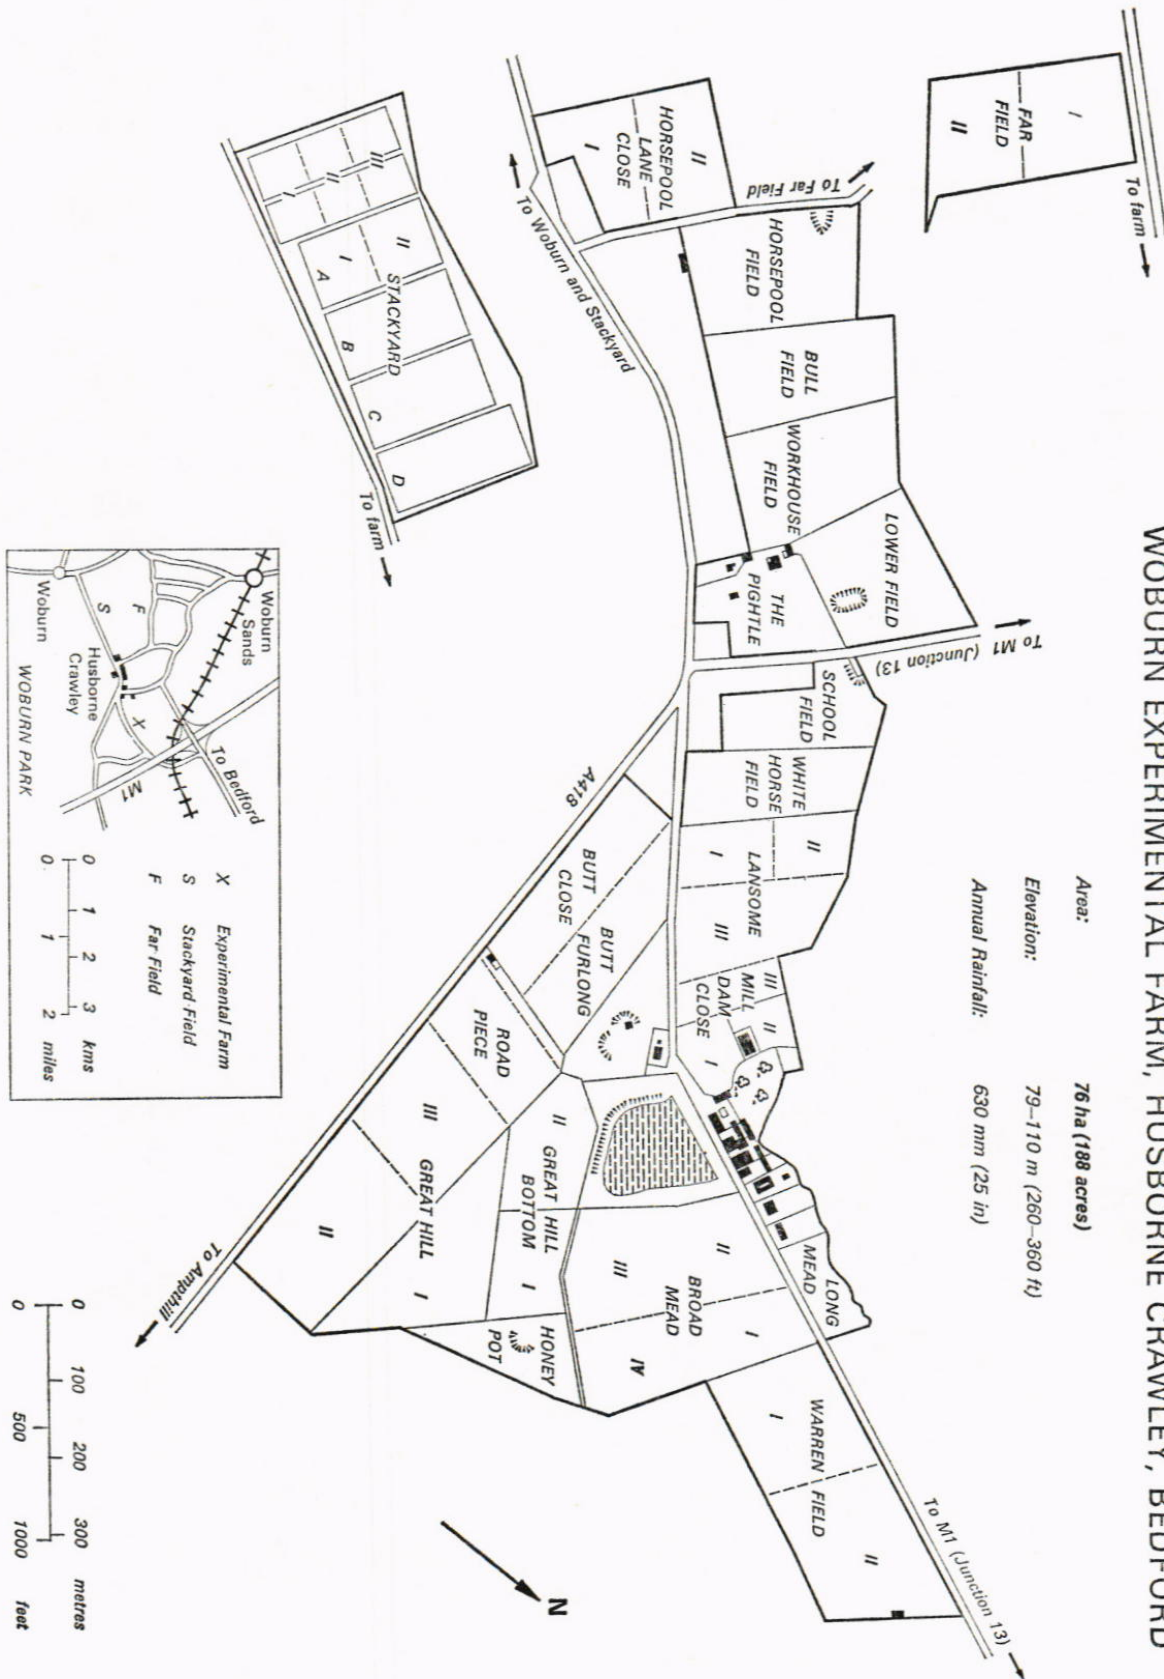 WOBURN EXPERIMENTAL FARM, HUSBORNE CRAWLEY, BEDFORD
Area: 76 ha (188 acres)
Elevation: 79–110 m (260–360 ft)
Annual Rainfall: 630 mm (25 in)
To farm
I
FAR
FIELD
II
To Far Field
II
HORSEPOOL
LANE
CLOSE
I
HORSEPOOL
FIELD
BULL
FIELD
WORKHOUSE
FIELD
LOWER FIELD
THE
PIGHTLE
To M1 (Junction 13)
To Woburn and Stackyard
III
II
I
II
STACKYARD
I
A
B
C
D
To farm
SCHOOL
FIELD
WHITE
HORSE
FIELD
II
LANSOME
I
III
III
MILL
II
DAM
CLOSE
I
A418
BUTT
CLOSE
BUTT
FURLONG
ROAD
PIECE
III
GREAT HILL
II
I
II
GREAT HILL
BOTTOM
I
HONEY
POT
II
III
BROAD
MEAD
I
IV
LONG
MEAD
I
WARREN FIELD
II
To M1 (Junction 13)
To Ampthill
N
0 100 200 300 metres
0 500 1000 feet
Woburn
Sands
F
S
Woburn
Husborne
Crawley
X
To Bedford
M1
WOBURN PARK
X Experimental Farm
S Stackyard Field
F Far Field
0 1 2 3 kms
0 1 2 miles